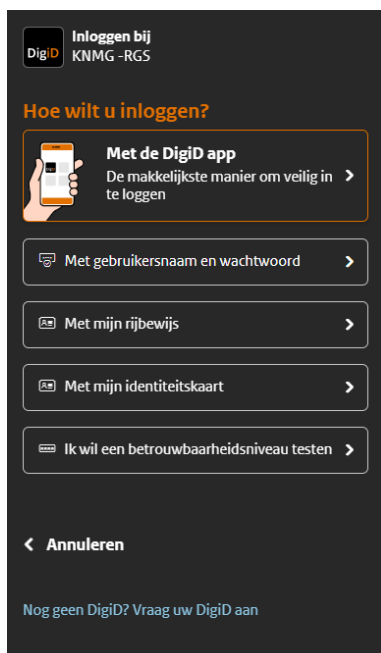 DigiD
Inloggen bij
KNMG -RGS
Hoe wilt u inloggen?
Met de DigiD app
De makkelijkste manier om veilig in
te loggen
Met gebruikersnaam en wachtwoord
Met mijn rijbewijs
Met mijn identiteitskaart
Ik wil een betrouwbaarheidsniveau testen
Annuleren
Nog geen DigiD? Vraag uw DigiD aan